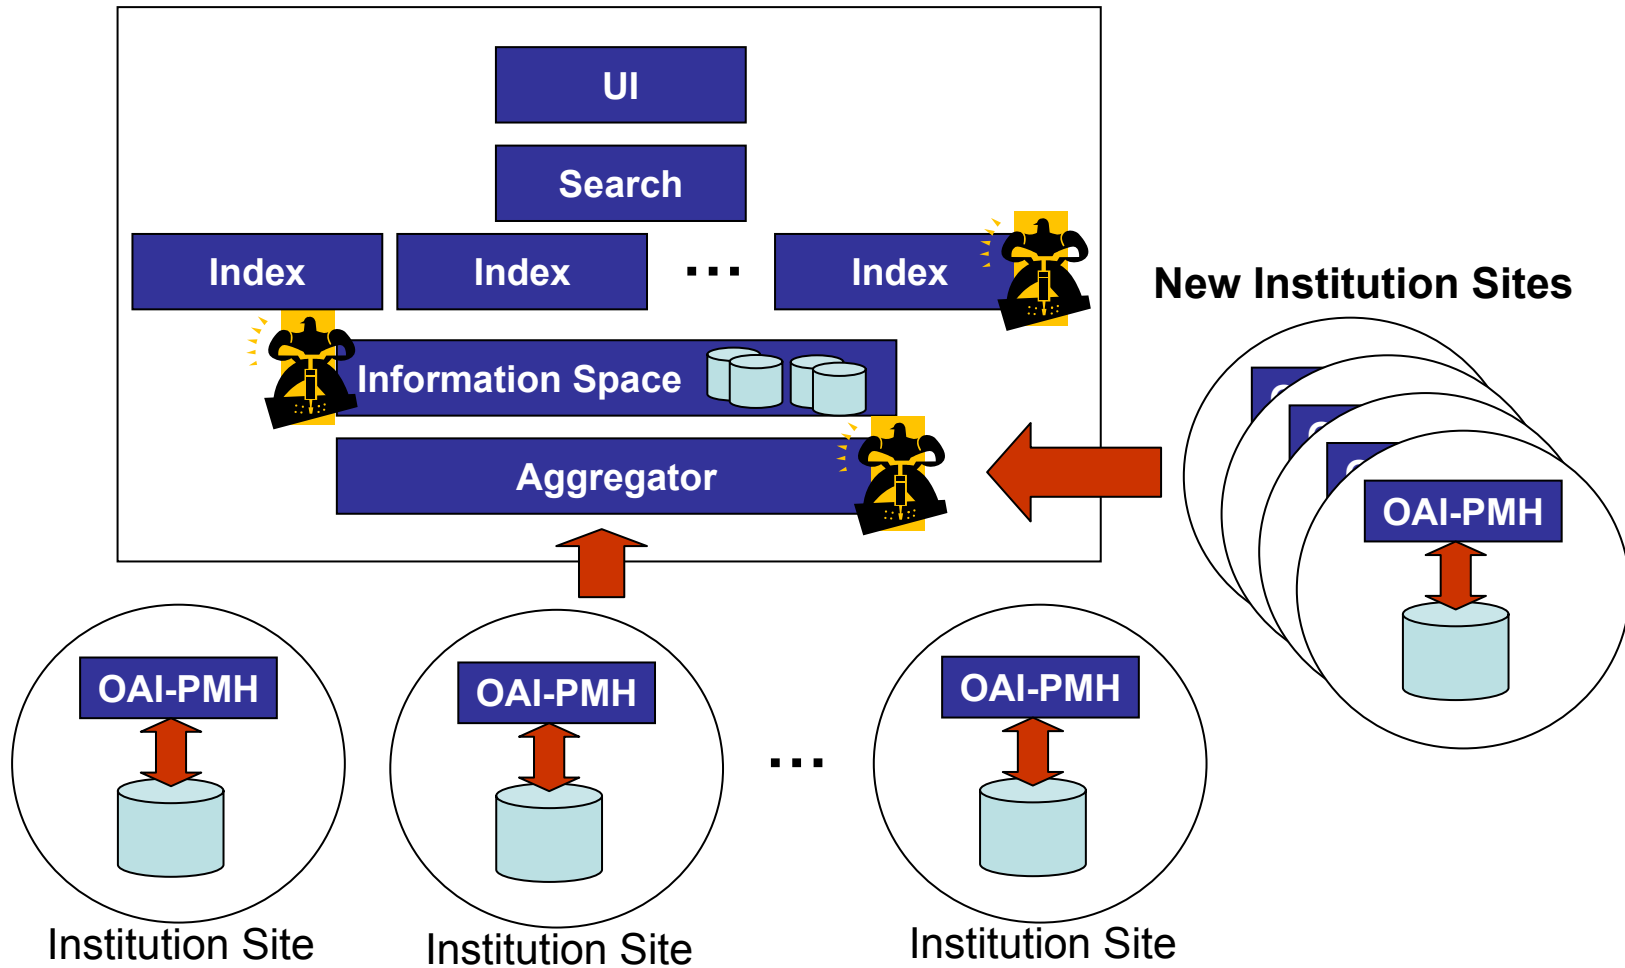 UI
Search
Index
Index
...
Index
New Institution Sites
Information Space
Aggregator
OAI-PMH
OAI-PMH
OAI-PMH
...
OAI-PMH
Institution Site
Institution Site
Institution Site